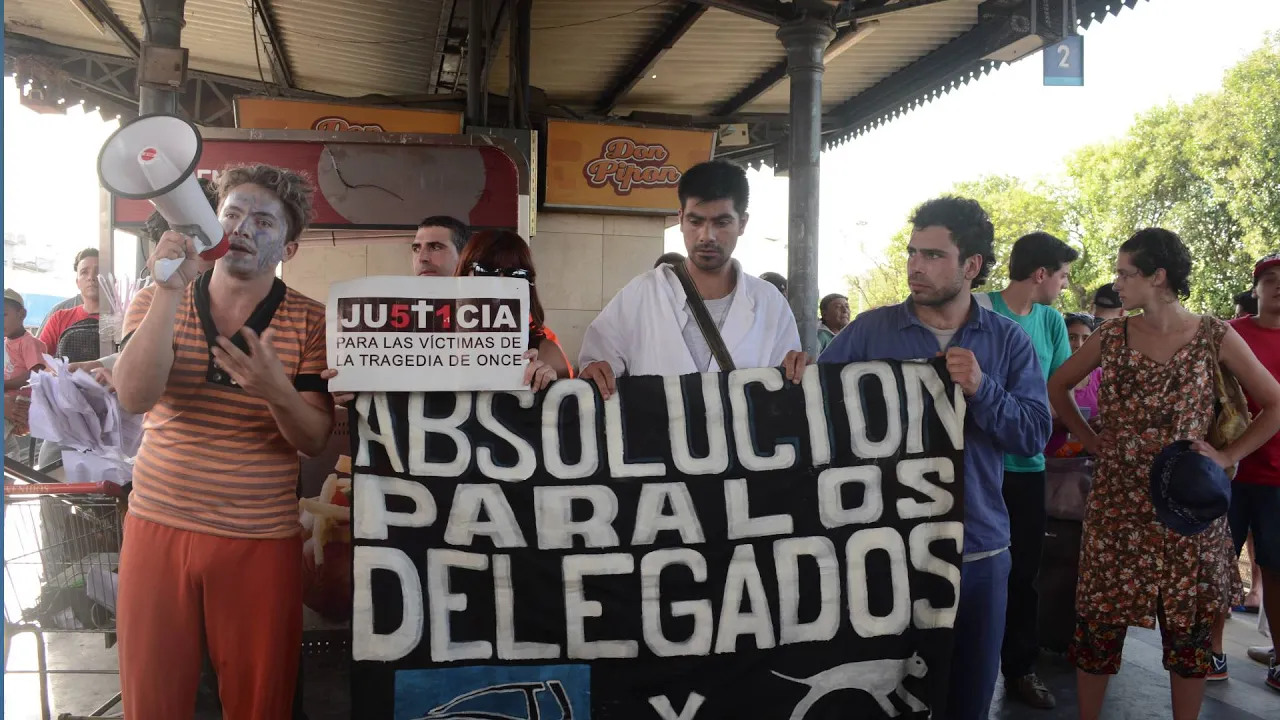 2
Don
Don
Pipon
JU5T1CIA
PARA LAS VÍCTIMAS DE
LA TRAGEDIA DE ONCE
ABSOLUCION
PARA LOS
DELEGADOS
Y